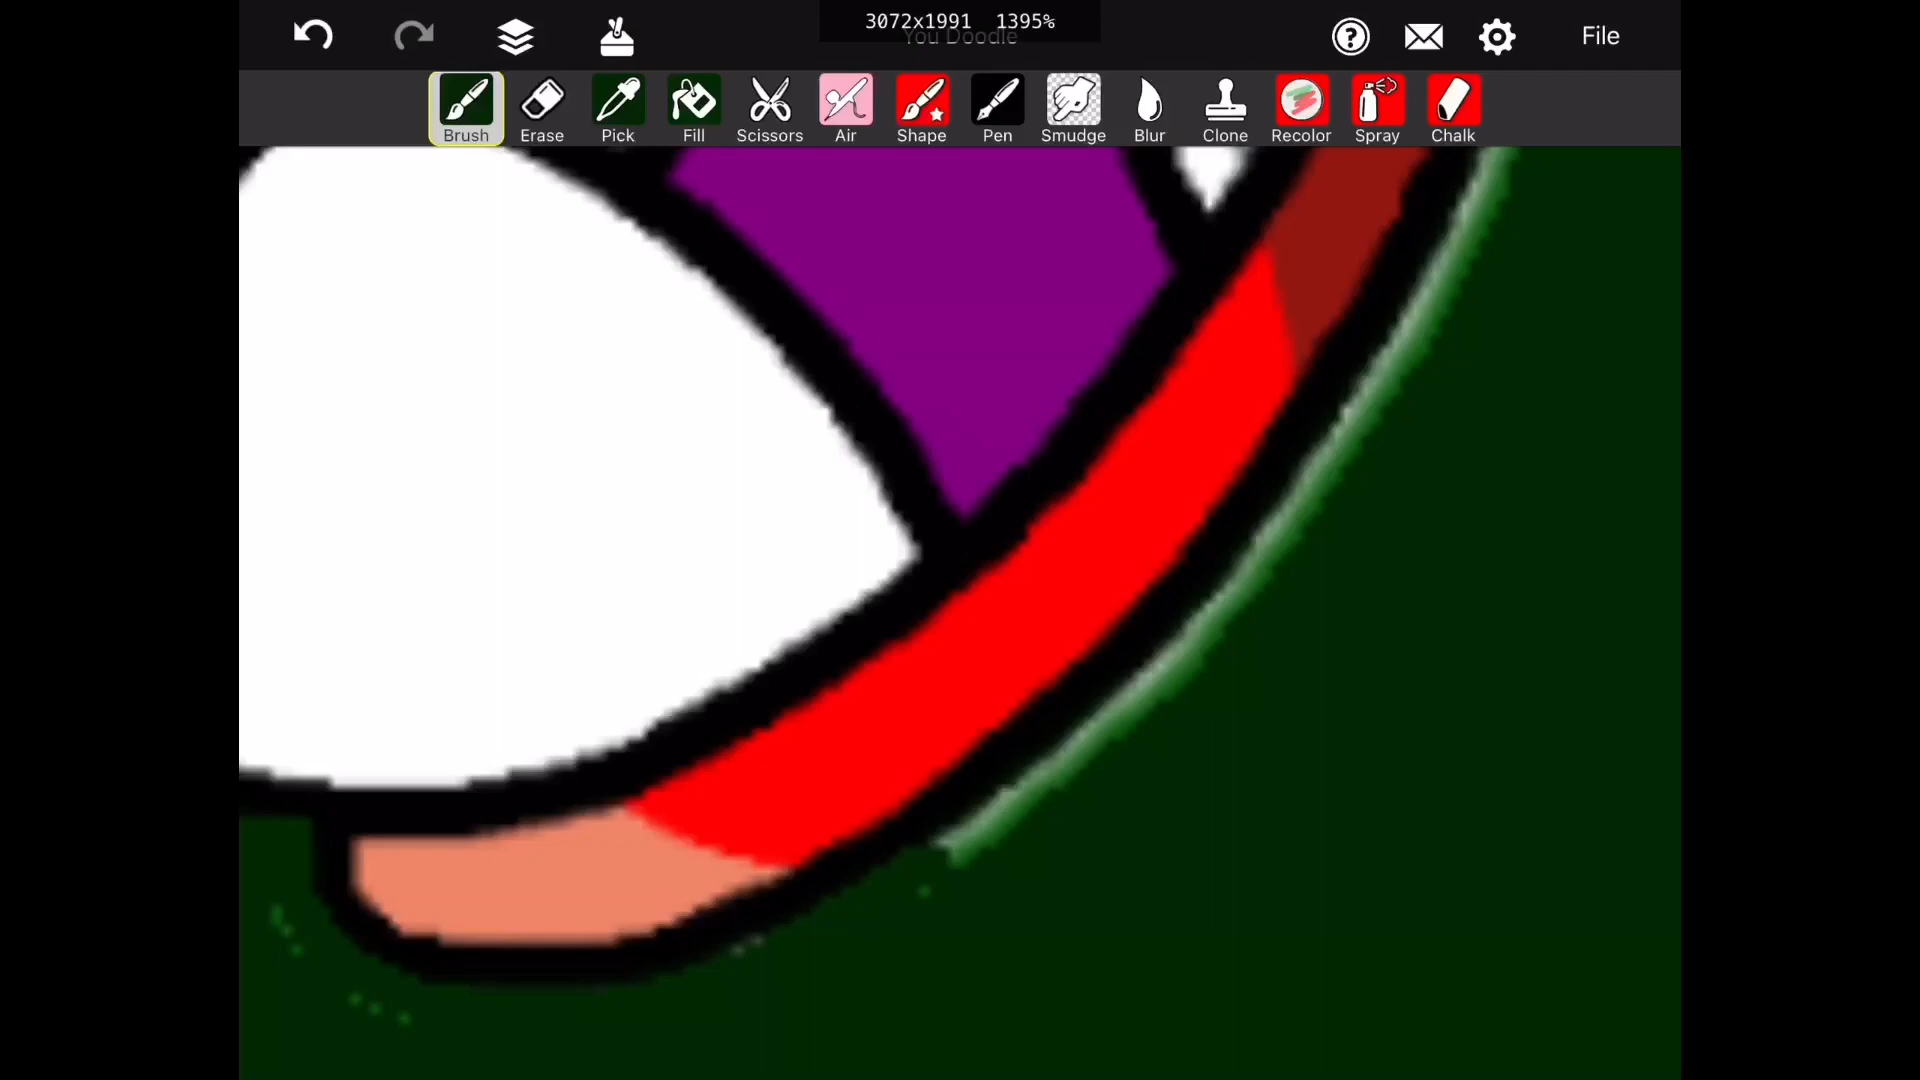 3072x1991 1395%
You Doodle
File
Brush
Erase
Pick
Fill
Scissors
Air
Shape
Pen
Smudge
Blur
Clone
Recolor
Spray
Chalk